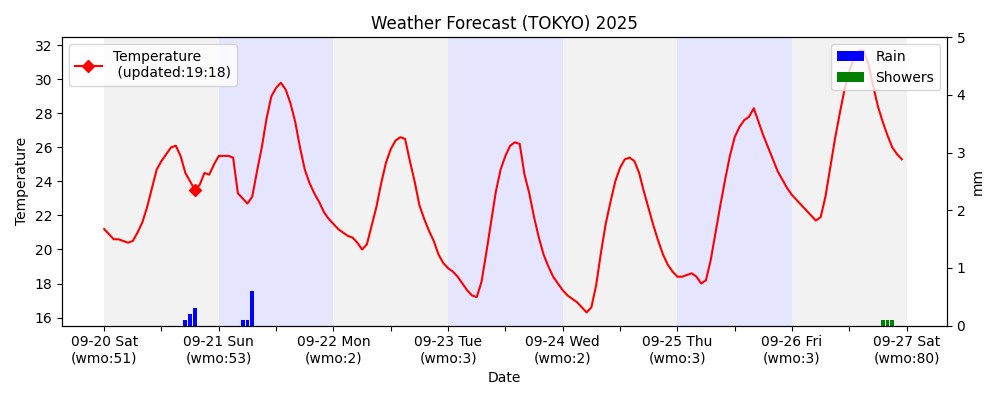 Weather Forecast (TOKYO) 2025
Temperature
(updated:19:18)
Rain
Showers
Temperature
32
30
28
26
24
22
20
18
16
5
4
3
2
1
0
mm
09-20 Sat
(wmo:51)
09-21 Sun
(wmo:53)
09-22 Mon
(wmo:2)
09-23 Tue
(wmo:3)
09-24 Wed
(wmo:2)
09-25 Thu
(wmo:3)
09-26 Fri
(wmo:3)
09-27 Sat
(wmo:80)
Date